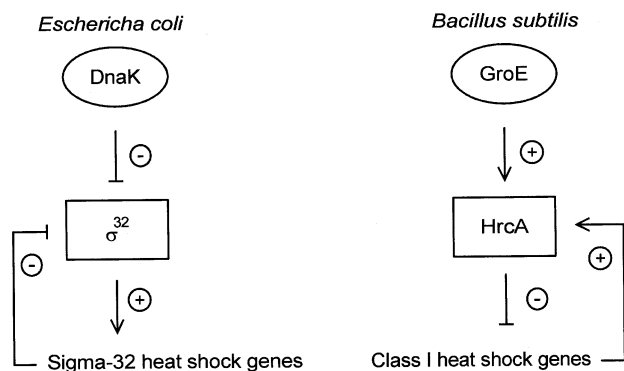 Eschericha coli
Bacillus subtilis
DnaK
GroE
-
+
σ32
HrcA
-
+
+
-
Sigma-32 heat shock genes
Class I heat shock genes